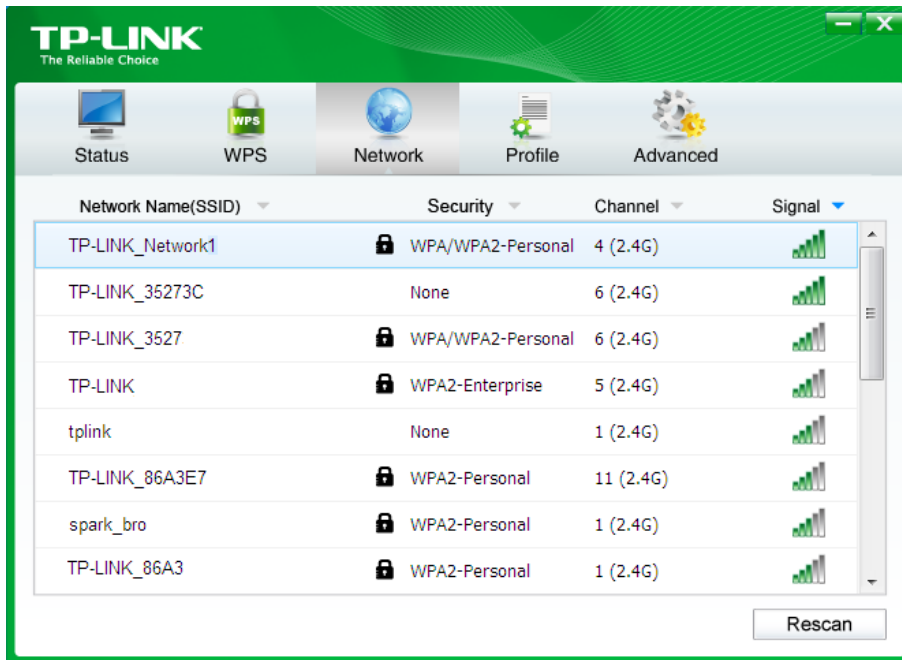 TP-LINK
The Reliable Choice
WPS
Status WPS Network Profile Advanced
Network Name(SSID) Security Channel Signal
TP-LINK_Network1 WPA/WPA2-Personal 4 (2.4G)
TP-LINK_35273C None 6 (2.4G)
TP-LINK_3527 WPA/WPA2-Personal 6 (2.4G)
TP-LINK WPA2-Enterprise 5 (2.4G)
tplink None 1 (2.4G)
TP-LINK_86A3E7 WPA2-Personal 11 (2.4G)
spark_bro WPA2-Personal 1 (2.4G)
TP-LINK_86A3 WPA2-Personal 1 (2.4G)
Rescan